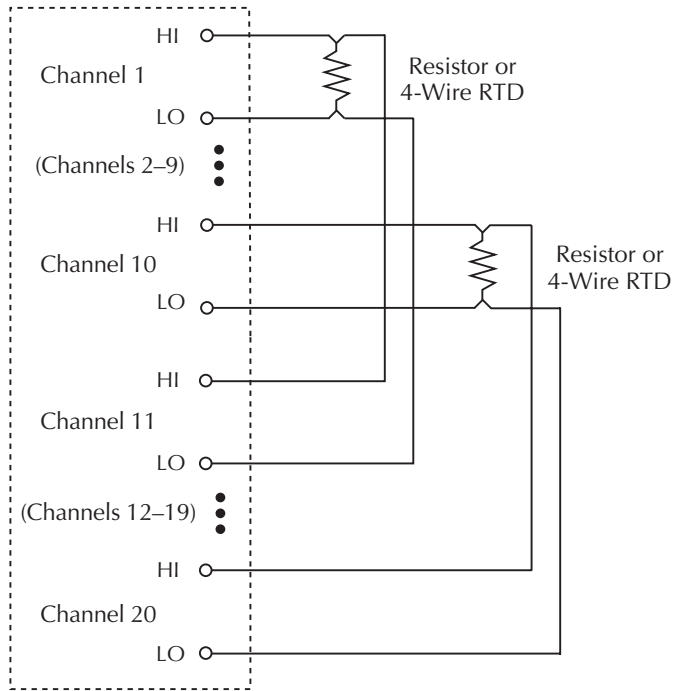 HI
Channel 1
LO
Resistor or
4-Wire RTD
(Channels 2–9)
HI
Channel 10
LO
Resistor or
4-Wire RTD
HI
Channel 11
LO
(Channels 12–19)
HI
Channel 20
LO